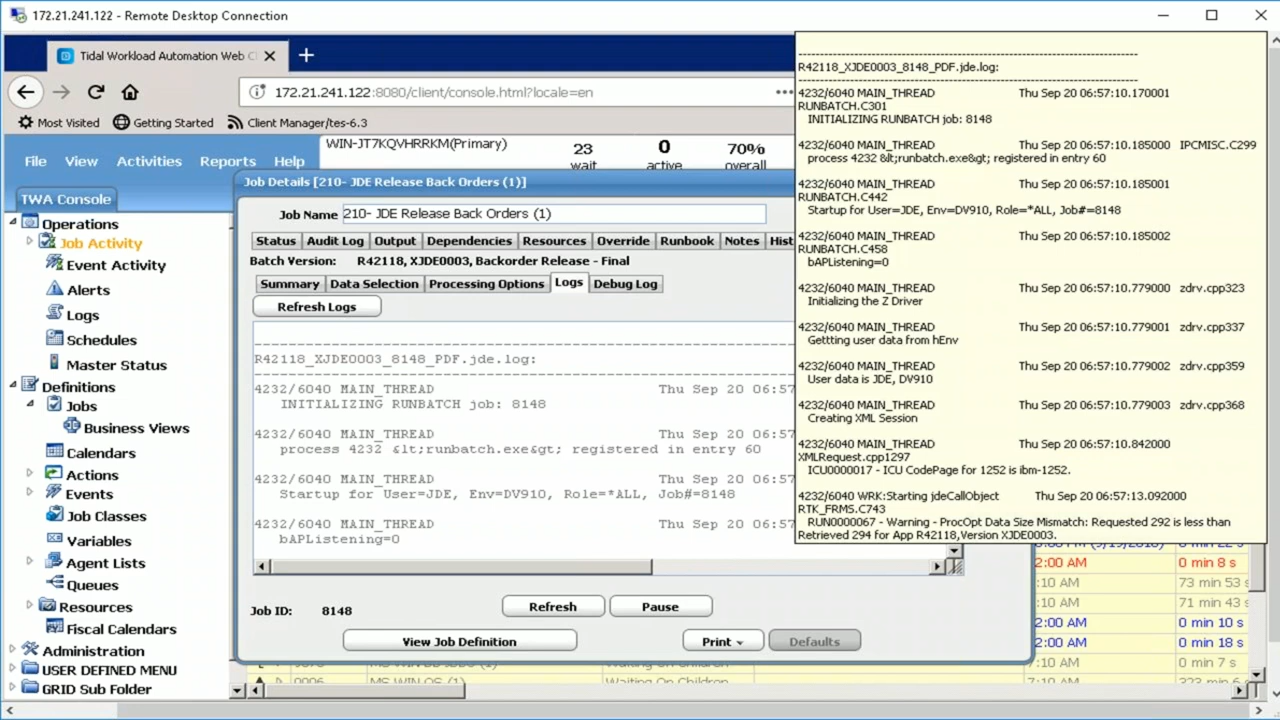 172.21.241.122 - Remote Desktop Connection
Tidal Workload Automation Web Cl
172.21.241.122:8080/client/console.html?locale=en
Most Visited Getting Started Client Manager/tes-6.3
WIN-JT7KQVHRRKM(Primary) 23 0 70%
wait active overall
File View Activities Reports Help
TWA Console
Operations
Job Activity
Event Activity
Alerts
Logs
Schedules
Master Status
Definitions
Jobs
Business Views
Calendars
Actions
Events
Job Classes
Variables
Agent Lists
Queues
Resources
Fiscal Calendars
Administration
USER DEFINED MENU
GRID Sub Folder
Job Details [210- JDE Release Back Orders (1)]
Job Name 210- JDE Release Back Orders (1)
Status Audit Log Output Dependencies Resources Override Runbook Notes Hist
Batch Version: R42118, XJDE0003, Backorder Release - Final
Summary Data Selection Processing Options Logs Debug Log
Refresh Logs
--------------------------------------------------------------
R42118_XJDE0003_8148_PDF.jde.log:
--------------------------------------------------------------
4232/6040 MAIN_THREAD Thu Sep 20 06:57
INITIALIZING RUNBATCH job: 8148
4232/6040 MAIN_THREAD Thu Sep 20 06:57
process 4232 &lt;runbatch.exe&gt; registered in entry 60
4232/6040 MAIN_THREAD Thu Sep 20 06:57
Startup for User=JDE, Env=DV910, Role=*ALL, Job#=8148
4232/6040 MAIN_THREAD Thu Sep 20 06:57
bAPListening=0
Job ID: 8148
Refresh Pause
View Job Definition Print Defaults
--------------------------------------------------------------
R42118_XJDE0003_8148_PDF.jde.log:
--------------------------------------------------------------
4232/6040 MAIN_THREAD Thu Sep 20 06:57:10.170001
RUNBATCH.C301
INITIALIZING RUNBATCH job: 8148
4232/6040 MAIN_THREAD Thu Sep 20 06:57:10.185000 IPCMISC.C299
process 4232 &lt;runbatch.exe&gt; registered in entry 60
4232/6040 MAIN_THREAD Thu Sep 20 06:57:10.185001
RUNBATCH.C442
Startup for User=JDE, Env=DV910, Role=*ALL, Job#=8148
4232/6040 MAIN_THREAD Thu Sep 20 06:57:10.185002
RUNBATCH.C458
bAPListening=0
4232/6040 MAIN_THREAD Thu Sep 20 06:57:10.779000 zdrv.cpp323
Initializing the Z Driver
4232/6040 MAIN_THREAD Thu Sep 20 06:57:10.779001 zdrv.cpp337
Gettting user data from hEnv
4232/6040 MAIN_THREAD Thu Sep 20 06:57:10.779002 zdrv.cpp359
User data is JDE, DV910
4232/6040 MAIN_THREAD Thu Sep 20 06:57:10.779003 zdrv.cpp368
Creating XML Session
4232/6040 MAIN_THREAD Thu Sep 20 06:57:10.842000
XMLRequest.cpp1297
ICU0000017 - ICU CodePage for 1252 is ibm-1252.
4232/6040 WRK:Starting jdeCallObject Thu Sep 20 06:57:13.092000
RTK_FRMS.C743
RUN0000067 - Warning - ProcOpt Data Size Mismatch: Requested 292 is less than
Retrieved 294 for App R42118,Version XJDE0003.
2:00 AM 0 min 8 s
:10 AM 73 min 53 s
:10 AM 71 min 43 s
2:00 AM 0 min 10 s
2:00 AM 0 min 18 s
7:10 AM 0 min 7 s